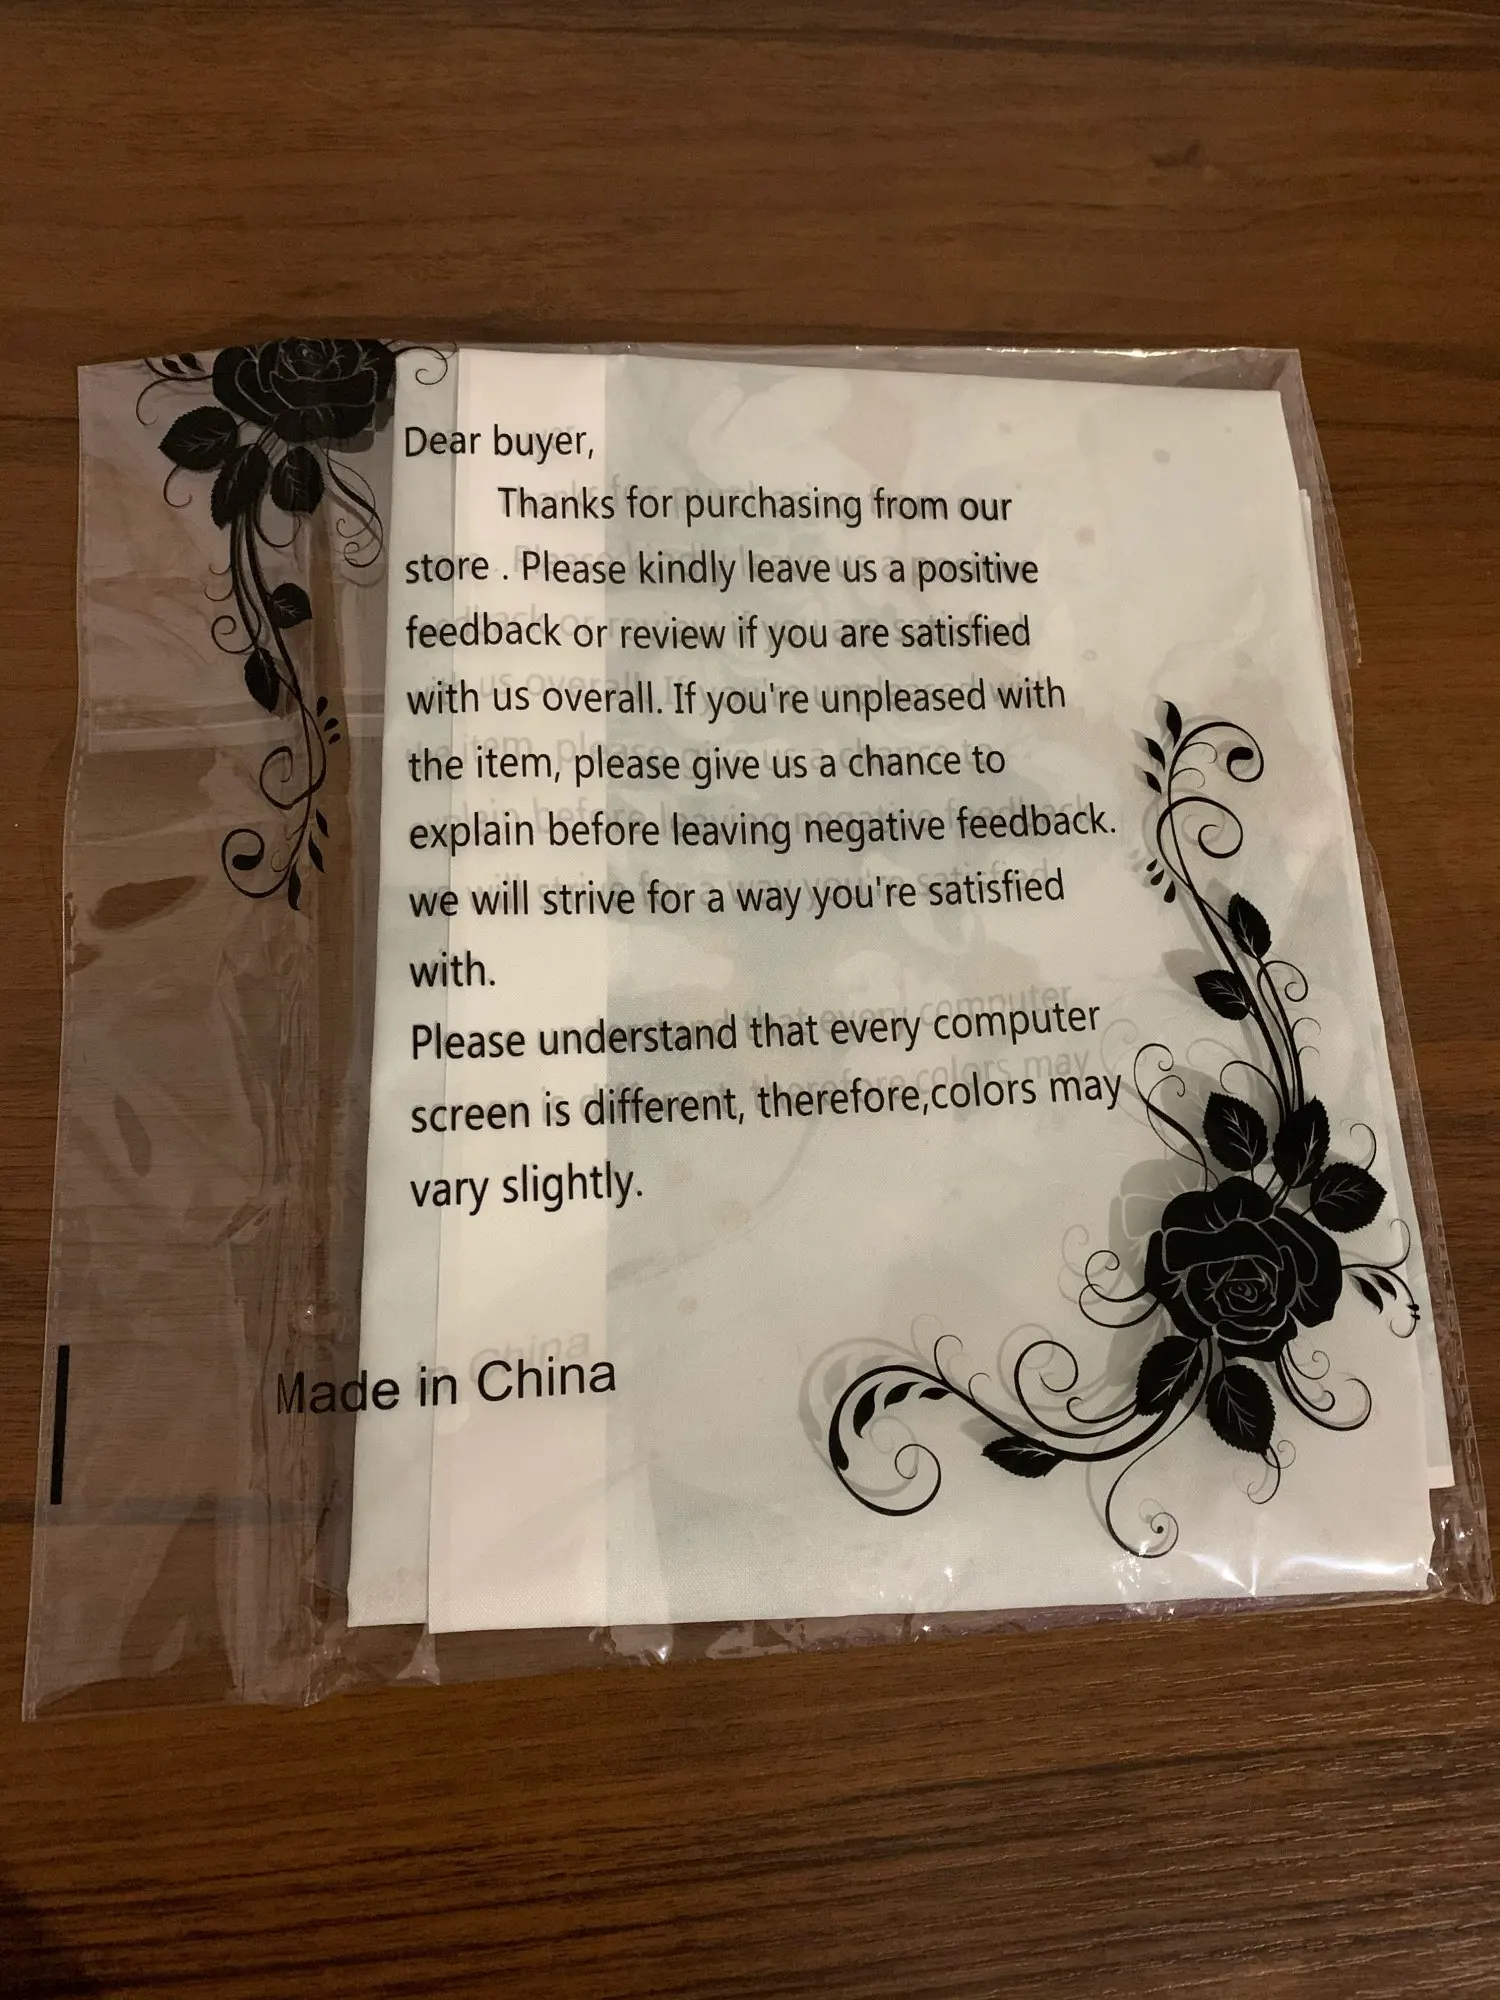 Dear buyer,
Thanks for purchasing from our
store . Please kindly leave us a positive
feedback or review if you are satisfied
with us overall. If you're unpleased with
the item, please give us a chance to
explain before leaving negative feedback.
we will strive for a way you're satisfied
with.
Please understand that every computer
screen is different, therefore,colors may
vary slightly.
Made in China